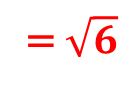 = √6